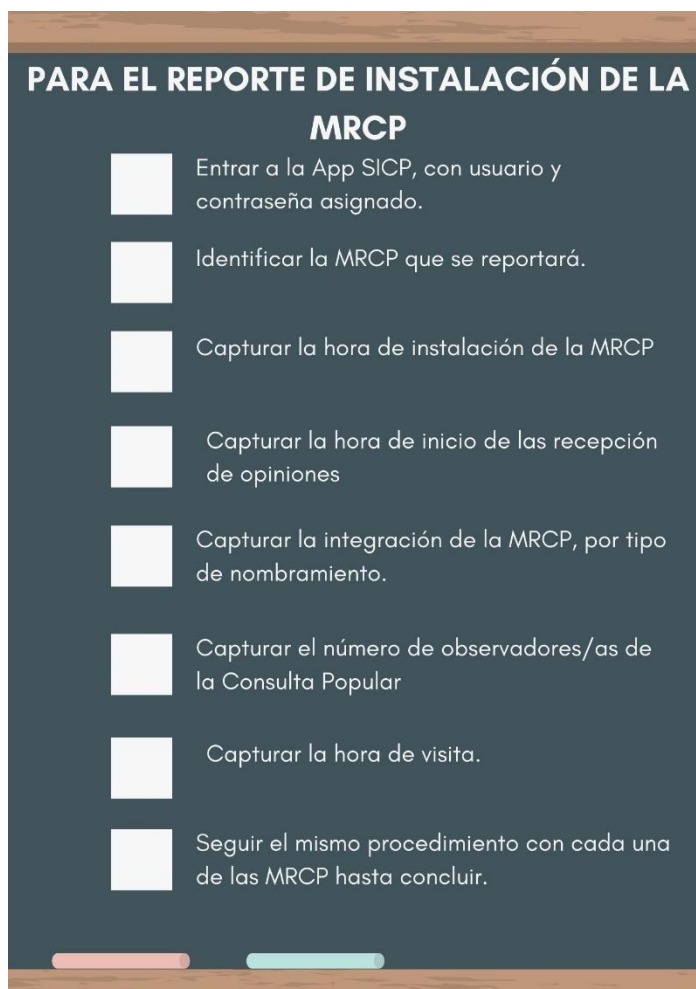 PARA EL REPORTE DE INSTALACIÓN DE LA
MRCP
Entrar a la App SICP, con usuario y
contraseña asignado.
Identificar la MRCP que se reportará.
Capturar la hora de instalación de la MRCP
Capturar la hora de inicio de las recepción
de opiniones
Capturar la integración de la MRCP, por tipo
de nombramiento.
Capturar el número de observadores/as de
la Consulta Popular
Capturar la hora de visita.
Seguir el mismo procedimiento con cada una
de las MRCP hasta concluir.